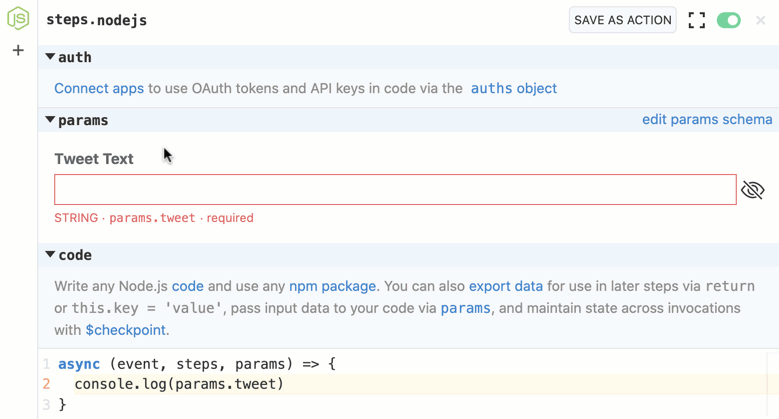 JS
steps.nodejs
SAVE AS ACTION
+
×
auth
Connect apps to use OAuth tokens and API keys in code via the auths object
params
edit params schema
Tweet Text
STRING · params.tweet · required
code
Write any Node.js code and use any npm package. You can also export data for use in later steps via return
or this.key = 'value', pass input data to your code via params, and maintain state across invocations
with $checkpoint.
1 async (event, steps, params) => {
2 console.log(params.tweet)
3 }